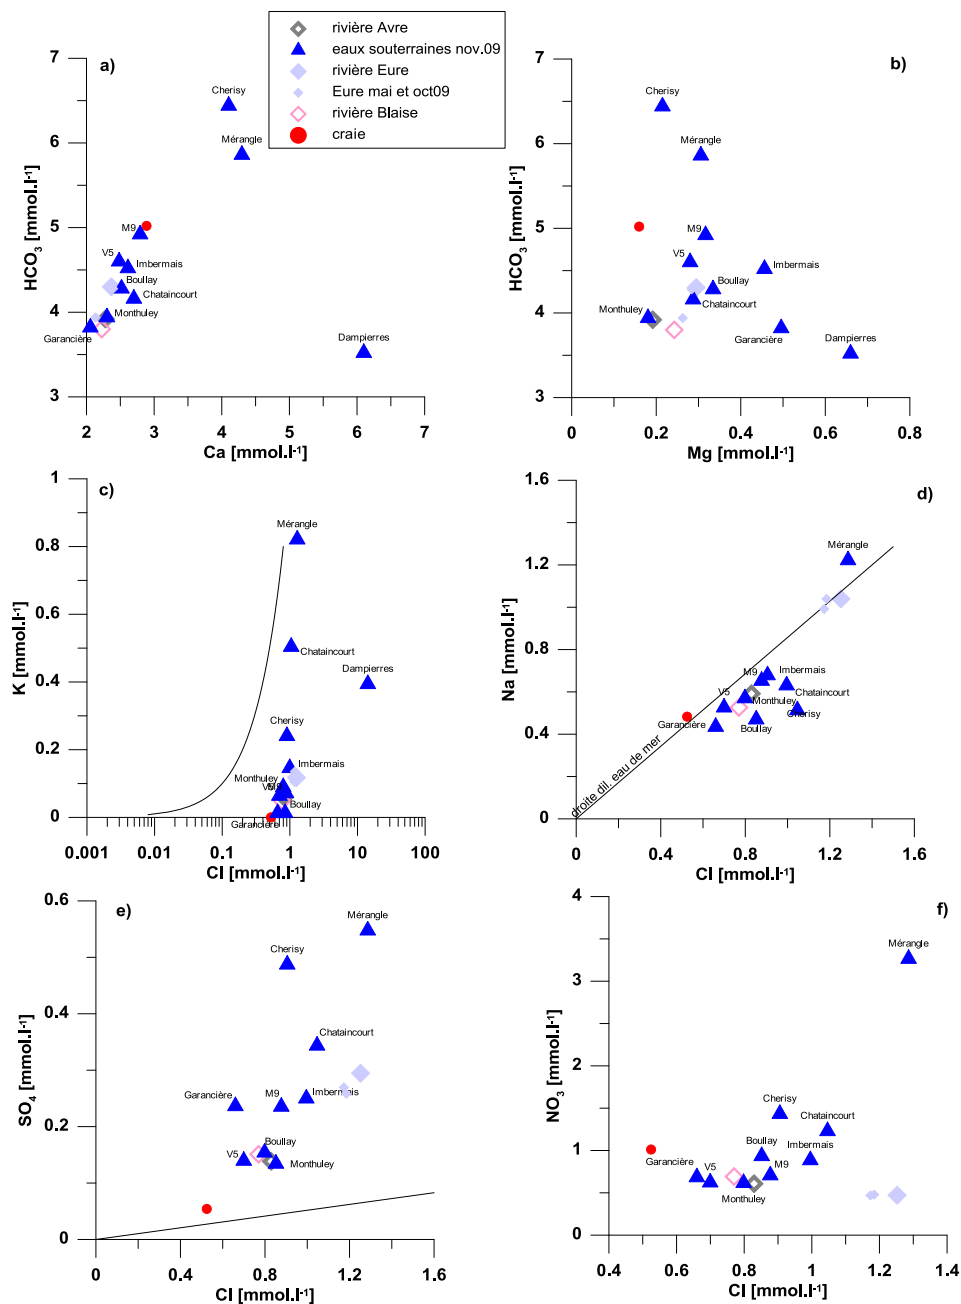 rivière Avre
eaux souterraines nov.09
rivière Eure
Eure mai et oct09
rivière Blaise
craie
a)
7
6
5
4
3
HCO3 [mmol.l-1]
Cherisy
Mérangle
M9
V5
Imbermais
Boullay
Chataincourt
Monthuley
Garancière
Dampierres
2 3 4 5 6 7
Ca [mmol.l-1]
b)
7
6
5
4
3
HCO3 [mmol.l-1]
Cherisy
Mérangle
M9
V5
Imbermais
Boullay
Chataincourt
Monthuley
Garancière
Dampierres
0 0.2 0.4 0.6 0.8
Mg [mmol.l-1]
c)
1
0.8
0.6
0.4
0.2
0
K [mmol.l-1]
Mérangle
Chataincourt
Dampierres
Cherisy
Imbermais
Monthuley
V5
M9
Boullay
Garancière
0.001 0.01 0.1 1 10 100
Cl [mmol.l-1]
d)
1.6
1.2
0.8
0.4
0
Na [mmol.l-1]
Mérangle
Imbermais
M9
Chataincourt
V5
Monthuley
Cherisy
Garancière
Boullay
droite dil. eau de mer
0 0.4 0.8 1.2 1.6
Cl [mmol.l-1]
e)
0.6
0.4
0.2
0
SO4 [mmol.l-1]
Mérangle
Cherisy
Chataincourt
Garancière
M9
Imbermais
Boullay
V5
Monthuley
0 0.4 0.8 1.2 1.6
Cl [mmol.l-1]
f)
4
3
2
1
0
NO3 [mmol.l-1]
Mérangle
Cherisy
Chataincourt
Boullay
Imbermais
Garancière
V5
M9
Monthuley
0.4 0.6 0.8 1 1.2 1.4
Cl [mmol.l-1]